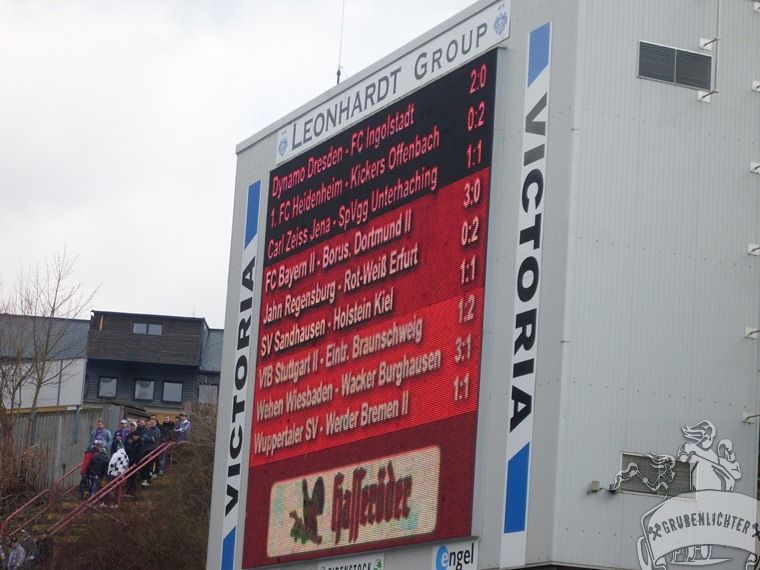 LEONHARDT GROUP
Dynamo Dresden - FC Ingolstadt 2:0
1. FC Heidenheim - Kickers Offenbach 0:2
Carl Zeiss Jena - SpVgg Unterhaching 1:1
FC Bayern II - Borus. Dortmund II 3:0
Jahn Regensburg - Rot-Weiß Erfurt 0:2
SV Sandhausen - Holstein Kiel 1:1
VfB Stuttgart II - Eintr. Braunschweig 1:2
Wehen Wiesbaden - Wacker Burghausen 3:1
Wuppertaler SV - Werder Bremen II 1:1
Hasseröder
VICTORIA
VICTORIA
BIRENSTOCK
engel
GRUBENLICHTER